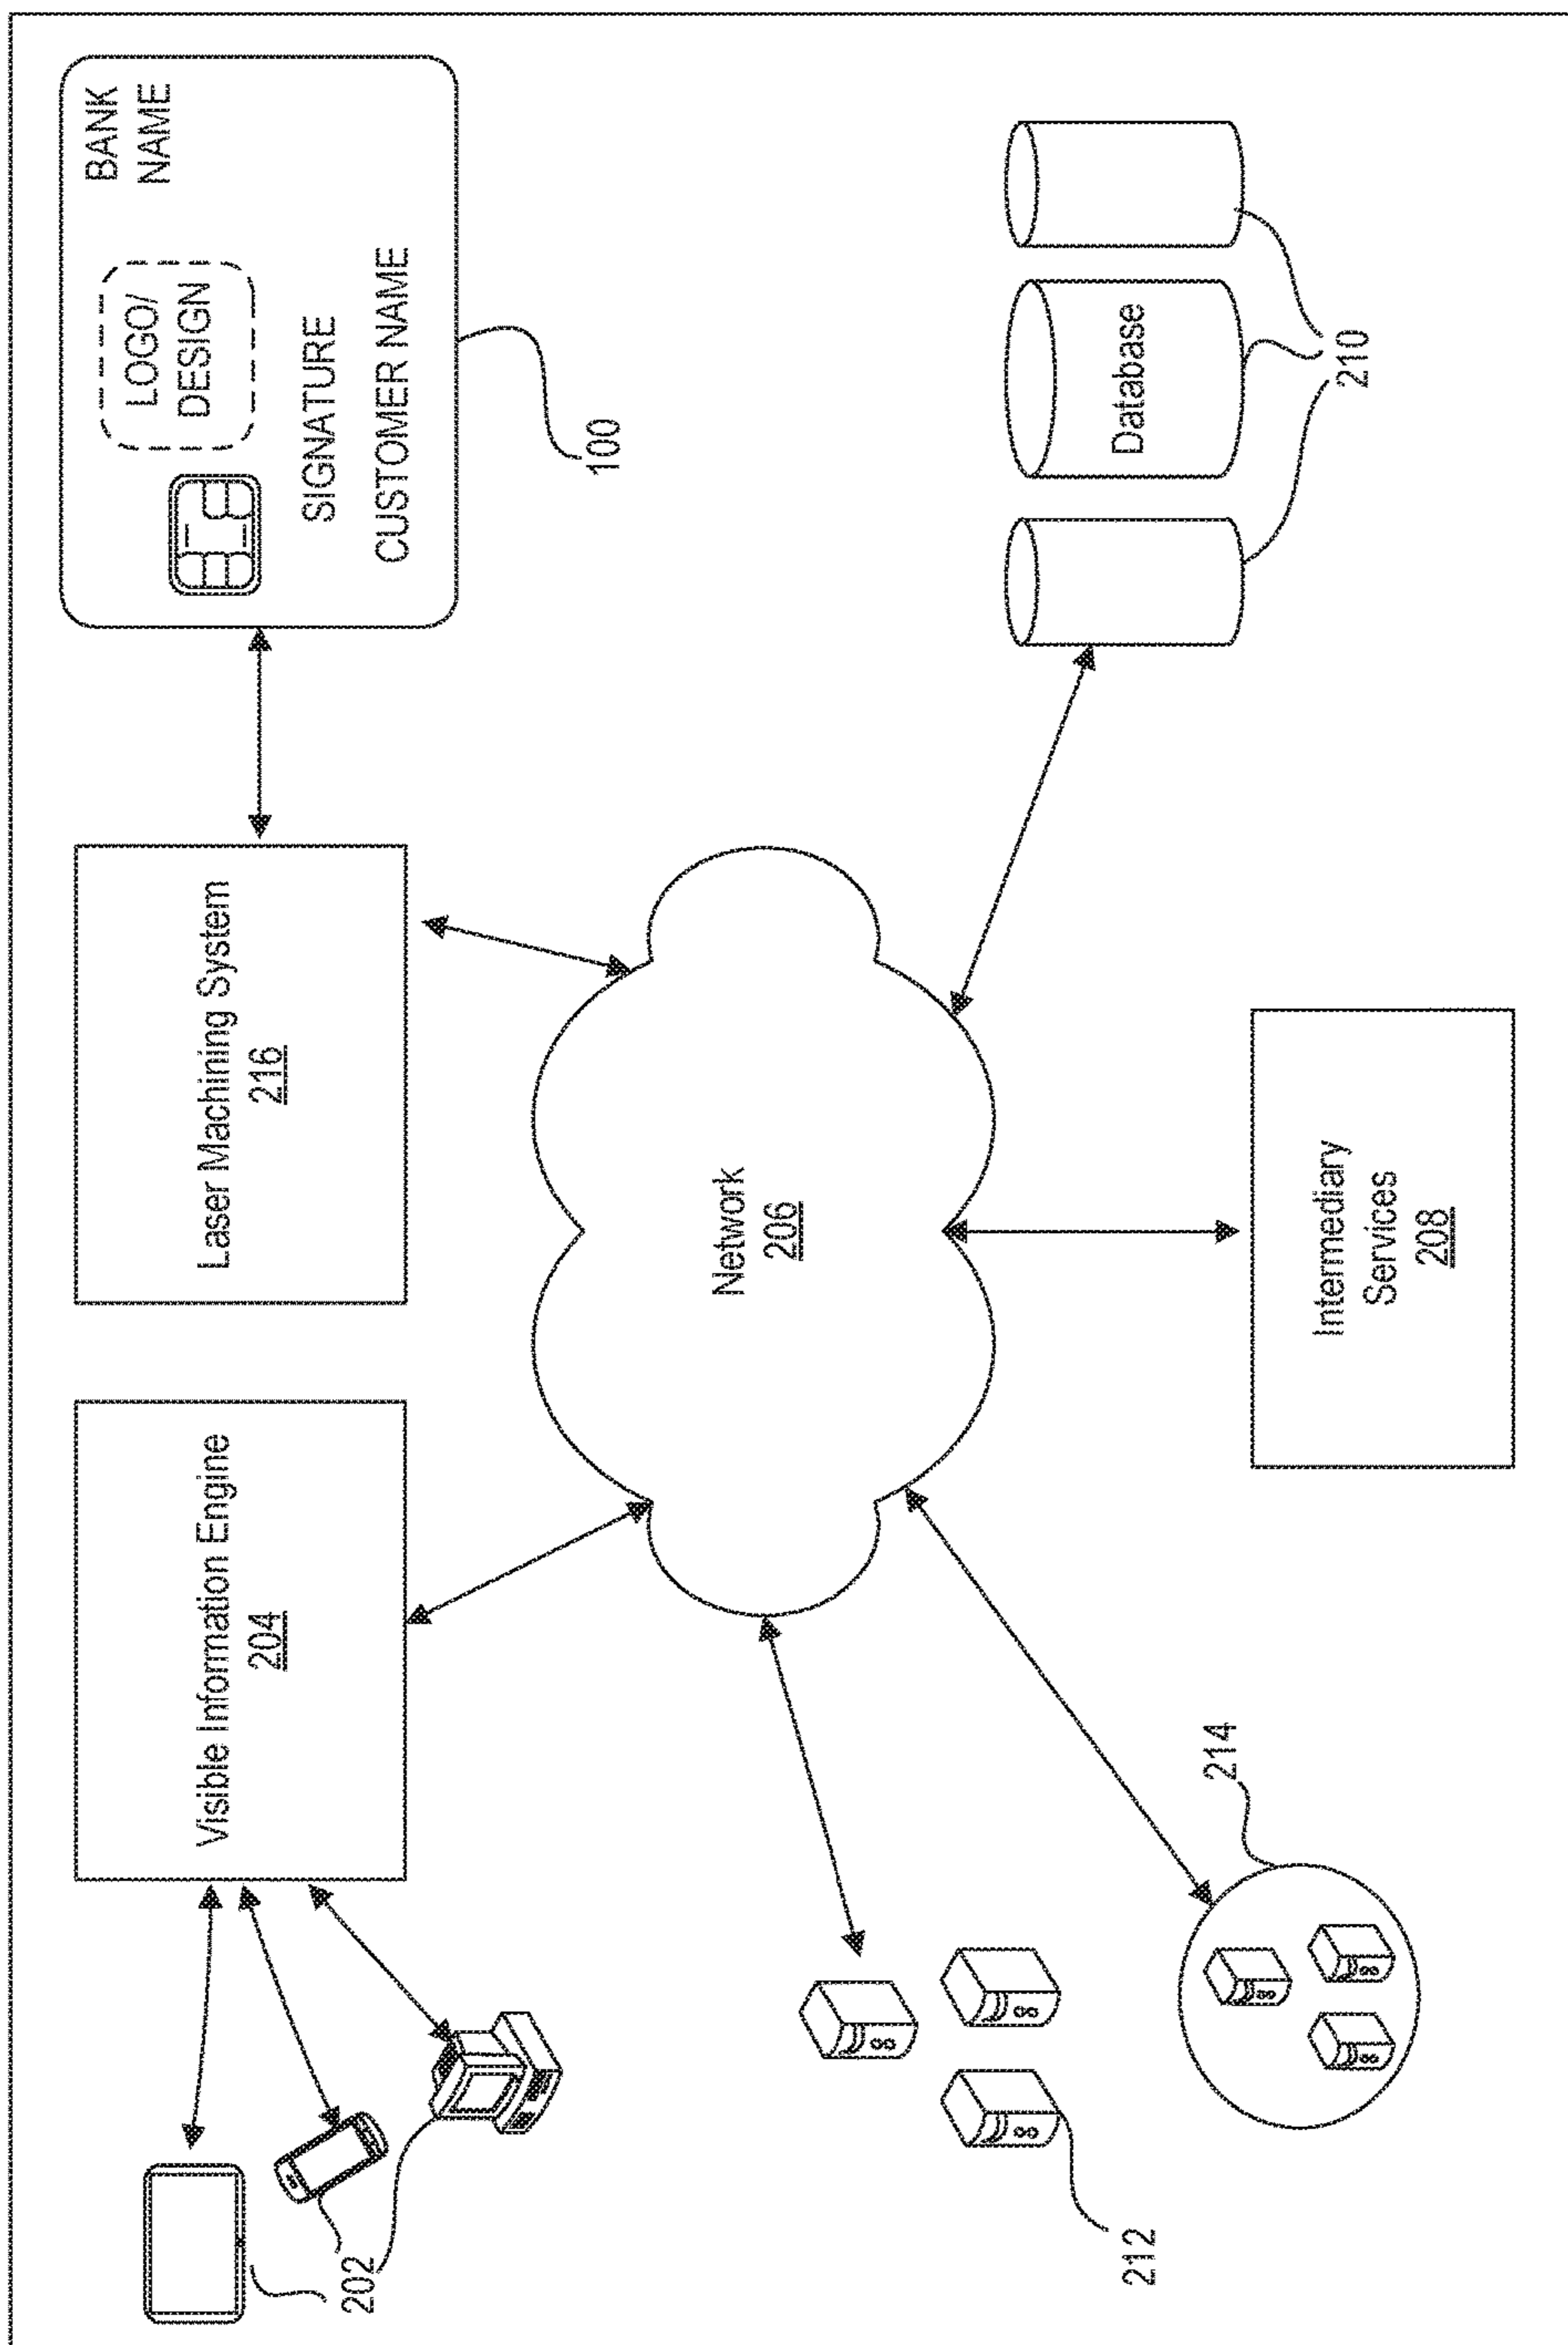 202
Visible Information Engine
204
Laser Machining System
216
LOGO/
DESIGN
BANK
NAME
SIGNATURE
CUSTOMER NAME
100
Network
206
212
214
Intermediary
Services
208
Database
210